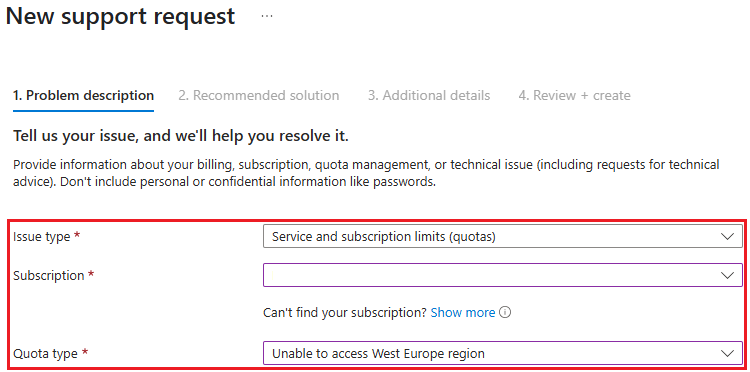 New support request ...
1. Problem description 2. Recommended solution 3. Additional details 4. Review + create
Tell us your issue, and we'll help you resolve it.
Provide information about your billing, subscription, quota management, or technical issue (including requests for technical
advice). Don't include personal or confidential information like passwords.
Issue type * Service and subscription limits (quotas)
Subscription *
Can't find your subscription? Show more
Quota type * Unable to access West Europe region